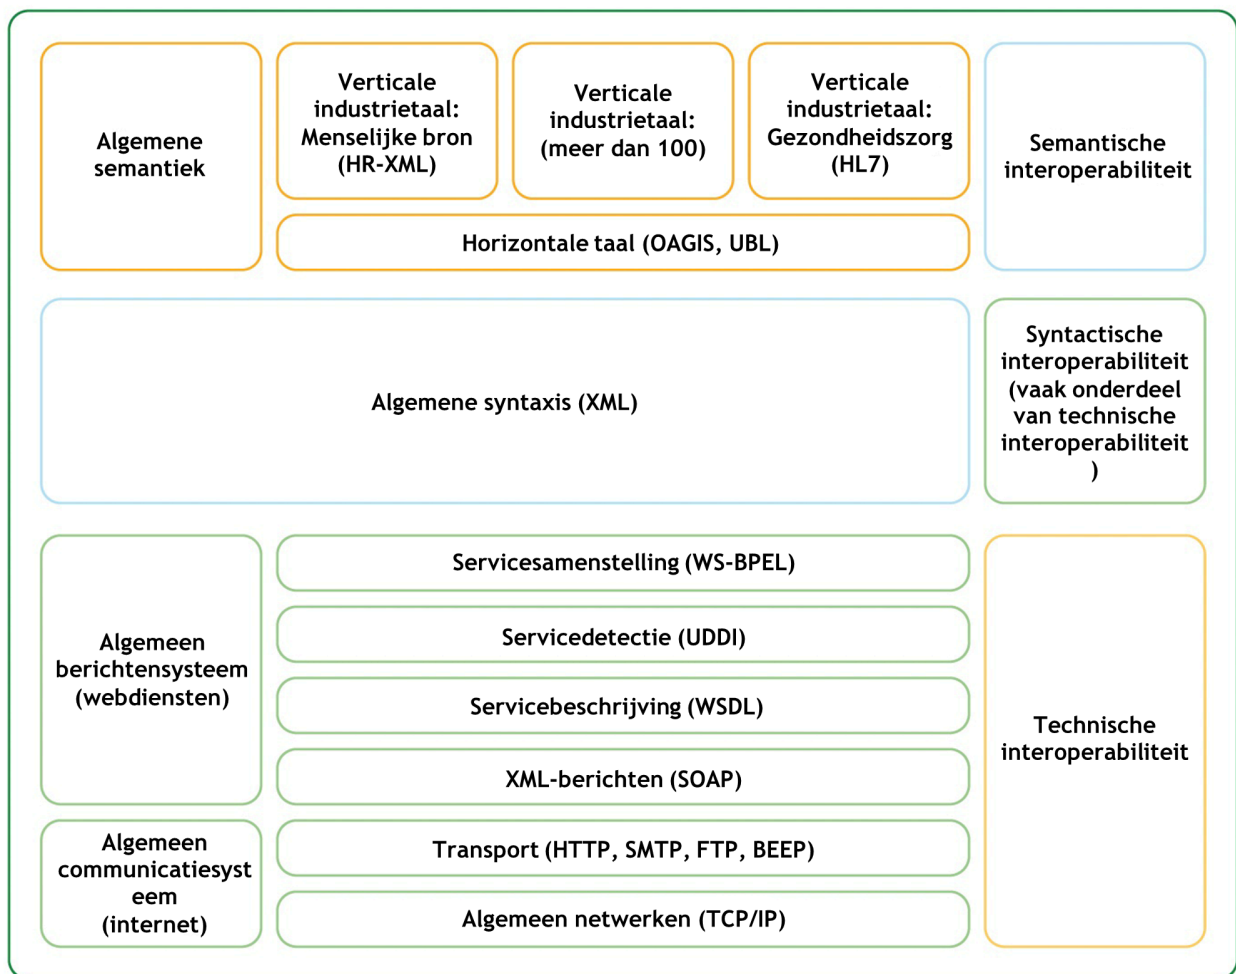 Algemene
semantiek
Verticale
industrietaal:
Menselijke bron
(HR-XML)
Verticale
industrietaal:
(meer dan 100)
Verticale
industrietaal:
Gezondheidszorg
(HL7)
Semantische
interoperabiliteit
Horizontale taal (OAGIS, UBL)
Algemene syntaxis (XML)
Syntactische
interoperabiliteit
(vaak onderdeel
van technische
interoperabiliteit
)
Algemeen
berichtensysteem
(webdiensten)
Servicesamenstelling (WS-BPEL)
Servicedetectie (UDDI)
Servicebeschrijving (WSDL)
XML-berichten (SOAP)
Technische
interoperabiliteit
Algemeen
communicatiesyst
eem
(internet)
Transport (HTTP, SMTP, FTP, BEEP)
Algemeen netwerken (TCP/IP)